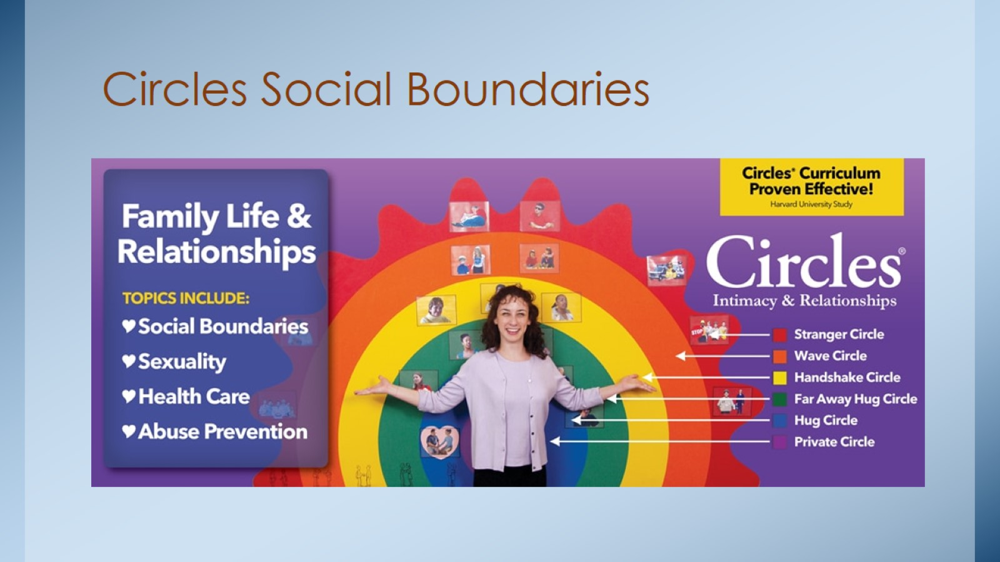 Circles Social Boundaries
Family Life &
Relationships
TOPICS INCLUDE:
Social Boundaries
Sexuality
Health Care
Abuse Prevention
Circles® Curriculum
Proven Effective!
Harvard University Study
Circles®
Intimacy & Relationships
STOP
Stranger Circle
Wave Circle
Handshake Circle
Far Away Hug Circle
Hug Circle
Private Circle